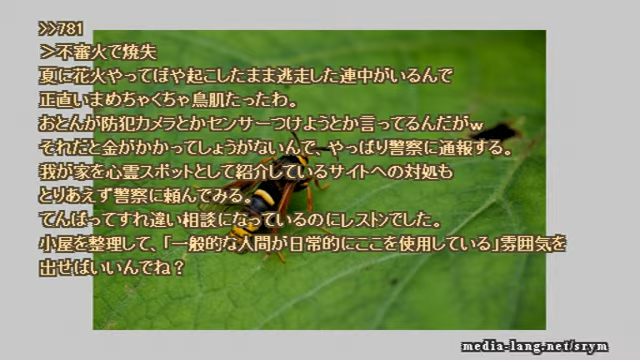 >>781
＞不審火で焼失
夏に花火やってぼや起こしたまま逃走した連中がいるんで
正直いまめちゃくちゃ鳥肌たったわ。
おとんが防犯カメラとかセンサーつけようとか言ってるんだがｗ
それだと金がかかってしょうがないんで、やっぱり警察に通報する。
我が家を心霊スポットとして紹介しているサイトへの対処も
とりあえず警察に頼んでみる。
てんぱってすれ違い相談になっているのにレストンでした。
小屋を整理して、「一般的な人間が日常的にここを使用している」雰囲気を
出せばいいんでね？
media-lang-net/srym